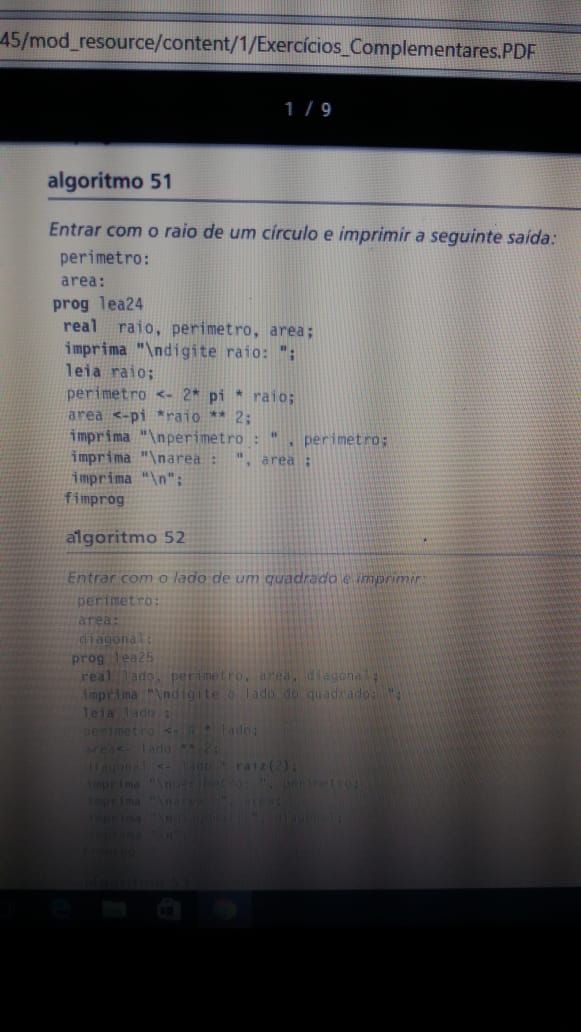 45/mod_resource/content/1/Exercícios_Complementares.PDF
1 / 9
algoritmo 51
Entrar com o raio de um círculo e imprimir a seguinte saída:
perimetro:
area:
prog lea24
real raio, perimetro, area;
imprima "\ndigite raio: ";
leia raio;
perimetro <- 2* pi * raio;
area <-pi *raio ** 2;
imprima "\nperimetro : " , perimetro;
imprima "\narea :  ", area ;
imprima "\n";
fimprog
algoritmo 52
Entrar com o lado de um quadrado e imprimir:
perimetro:
area:
diagonal:
prog lea25
real lado, perimetro, area, diagonal;
imprima "\ndigite o lado do quadrado: ";
leia lado ;
perimetro <- 4 * lado;
area<- lado ** 2;
diagonal <- lado * raiz(2);
imprima "\nperimetro: ", perimetro;
imprima "\narea: ", area;
imprima "\ndiagonal: ", diagonal;
imprima "\n";
fimprog